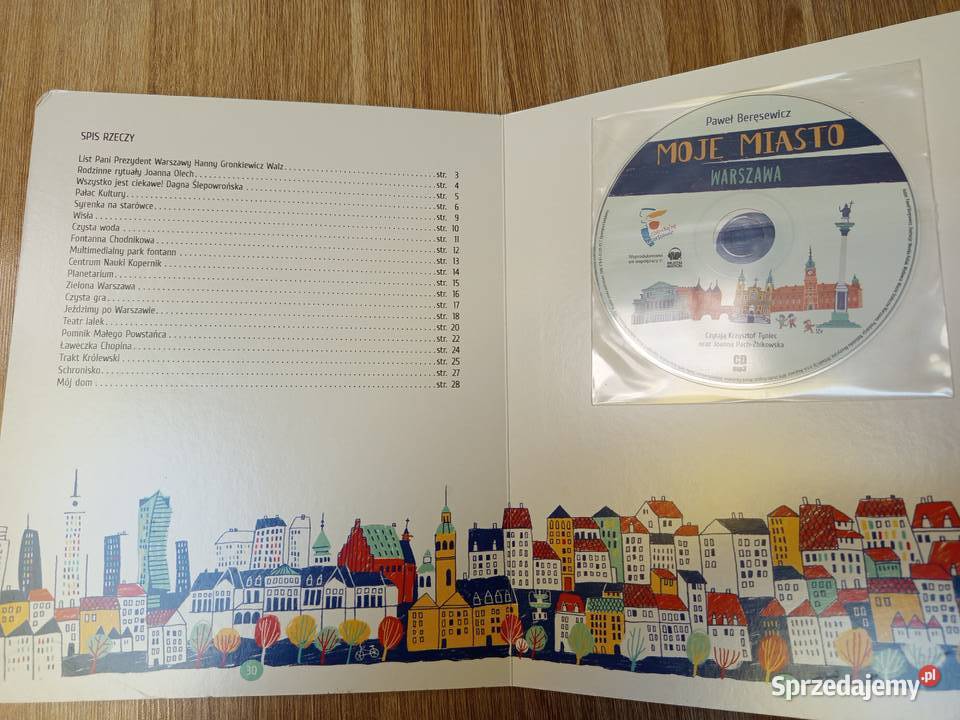 SPIS RZECZY
List Pani Prezydent Warszawy Hanny Gronkiewicz Walz ... str. 3
Rodzinne rytuały Joanna Olech ... str. 4
Wszystko jest ciekawe! Dagna Ślepowrońska ... str. 5
Pałac Kultury ... str. 6
Syrenka na starówce ... str. 9
Wisła ... str. 10
Czysta woda ... str. 11
Fontanna Chodnikowa ... str. 12
Multimedialny park fontann ... str. 13
Centrum Nauki Kopernik ... str. 14
Planetarium ... str. 15
Zielona Warszawa ... str. 16
Czysta gra ... str. 17
Jeździmy po Warszawie ... str. 18
Teatr lalek ... str. 20
Pomnik Małego Powstańca ... str. 22
Ławeczka Chopina ... str. 24
Trakt Królewski ... str. 25
Schronisko ... str. 27
Mój dom ... str. 28
30
Paweł Beręsewicz
MOJE MIASTO
WARSZAWA
Wyprodukowano
we współpracy z:
Czytają Krzysztof Tyniec
oraz Joanna Pach-Żbikowska
CD
mp3
Sprzedajemy.pl